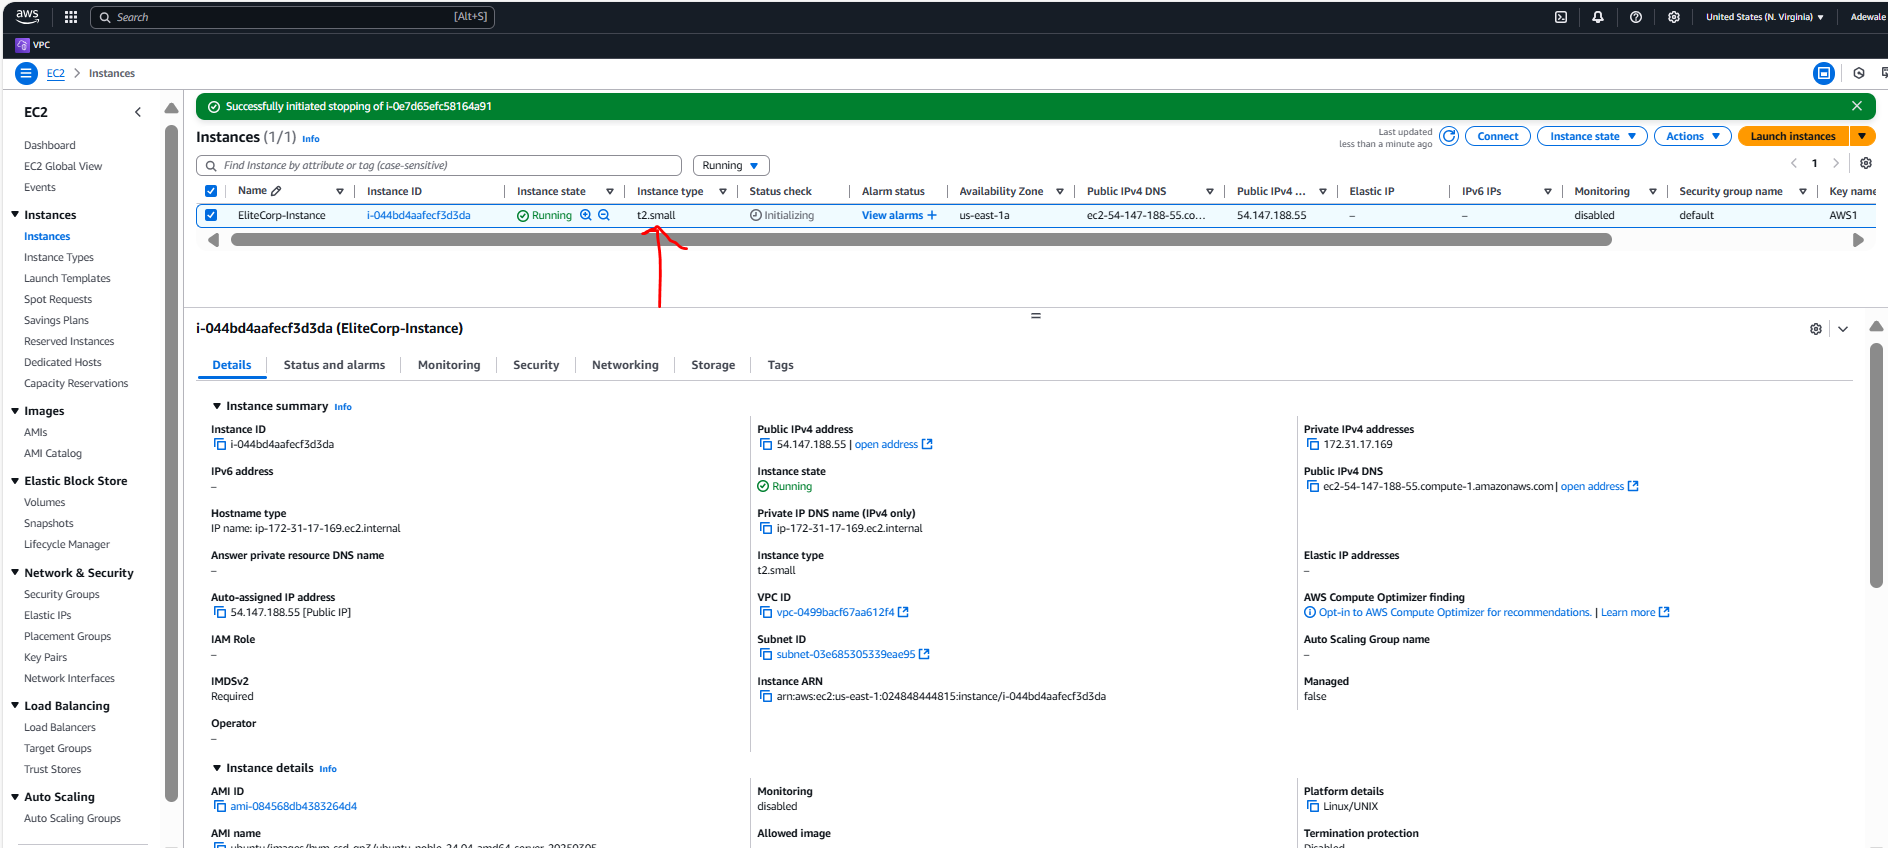 aws Search [Alt+S] United States (N. Virginia) Adewale
VPC
EC2 Instances
Successfully initiated stopping of i-0e7d65efc58164a91
EC2
Dashboard
EC2 Global View
Events
Instances
Instances
Instance Types
Launch Templates
Spot Requests
Savings Plans
Reserved Instances
Dedicated Hosts
Capacity Reservations
Images
AMIs
AMI Catalog
Elastic Block Store
Volumes
Snapshots
Lifecycle Manager
Network & Security
Security Groups
Elastic IPs
Placement Groups
Key Pairs
Network Interfaces
Load Balancing
Load Balancers
Target Groups
Trust Stores
Auto Scaling
Auto Scaling Groups
Instances (1/1) Info
Last updated
less than a minute ago
Connect Instance state Actions Launch instances
Find Instance by attribute or tag (case-sensitive) Running 1
Name Instance ID Instance state Instance type Status check Alarm status Availability Zone Public IPv4 DNS Public IPv4 ... Elastic IP IPv6 IPs Monitoring Security group name Key name
EliteCorp-Instance i-044bd4aafecf3d3da Running t2.small Initializing View alarms + us-east-1a ec2-54-147-188-55.co... 54.147.188.55 – – disabled default AWS1
i-044bd4aafecf3d3da (EliteCorp-Instance)
Details Status and alarms Monitoring Security Networking Storage Tags
Instance summary Info
Instance ID
i-044bd4aafecf3d3da
Public IPv4 address
54.147.188.55 | open address
Private IPv4 addresses
172.31.17.169
IPv6 address
–
Instance state
Running
Public IPv4 DNS
ec2-54-147-188-55.compute-1.amazonaws.com | open address
Hostname type
IP name: ip-172-31-17-169.ec2.internal
Private IP DNS name (IPv4 only)
ip-172-31-17-169.ec2.internal
Answer private resource DNS name
–
Instance type
t2.small
Elastic IP addresses
–
Auto-assigned IP address
54.147.188.55 [Public IP]
VPC ID
vpc-0499bacf67aa612f4
AWS Compute Optimizer finding
Opt-in to AWS Compute Optimizer for recommendations. | Learn more
IAM Role
–
Subnet ID
subnet-03e685305339eae95
Auto Scaling Group name
–
IMDSv2
Required
Instance ARN
arn:aws:ec2:us-east-1:024848444815:instance/i-044bd4aafecf3d3da
Managed
false
Operator
–
Instance details Info
AMI ID
ami-084568db4383264d4
Monitoring
disabled
Platform details
Linux/UNIX
AMI name
ubuntu/images/hvm-ssd-gp3/ubuntu-noble-24.04-amd64-server-20250305
Allowed image
Termination protection
Disabled